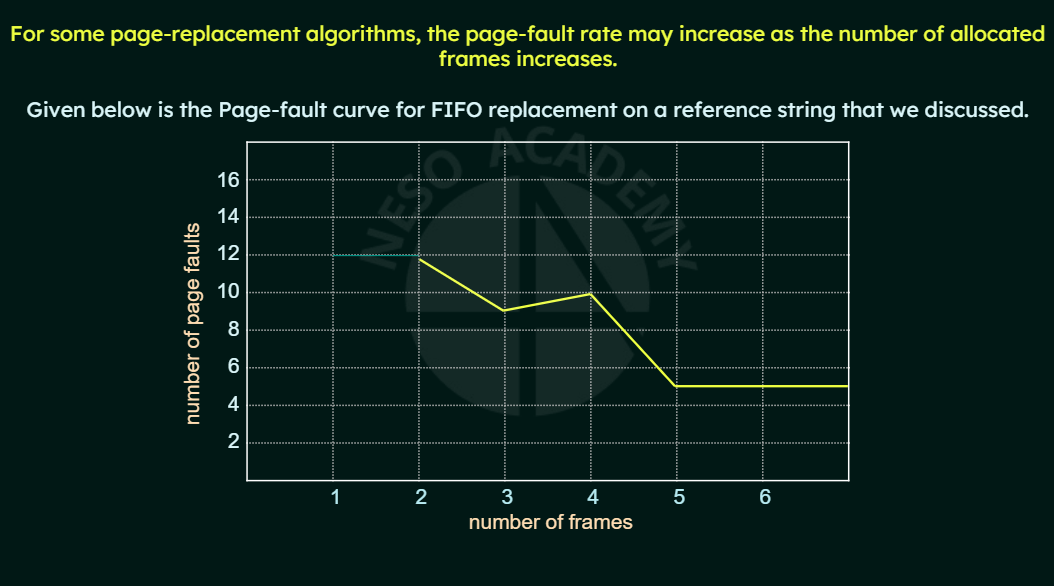 For some page-replacement algorithms, the page-fault rate may increase as the number of allocated
frames increases.
Given below is the Page-fault curve for FIFO replacement on a reference string that we discussed.
NESO ACADEMY
16
14
12
10
8
6
4
2
number of page faults
1 2 3 4 5 6
number of frames